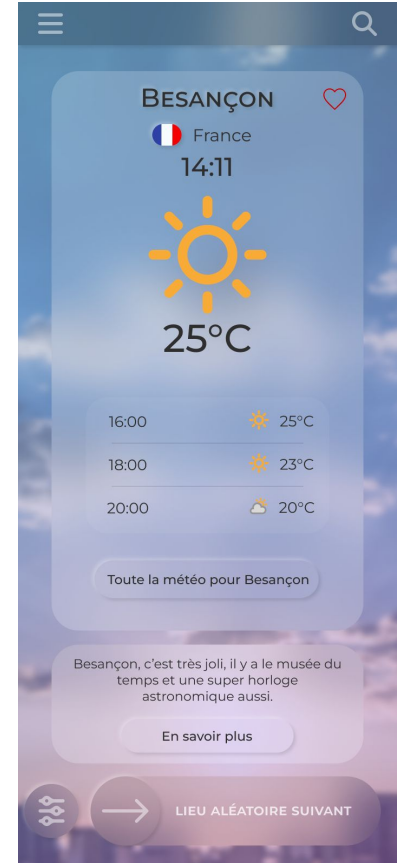 BESANÇON
France
14:11
25°C
16:00 25°C
18:00 23°C
20:00 20°C
Toute la météo pour Besançon
Besançon, c'est très joli, il y a le musée du
temps et une super horloge
astronomique aussi.
En savoir plus
LIEU ALÉATOIRE SUIVANT